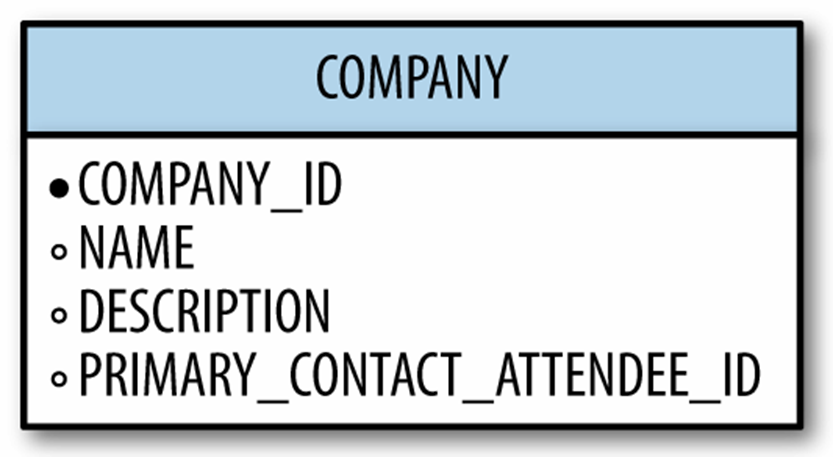 COMPANY
COMPANY_ID
NAME
DESCRIPTION
PRIMARY_CONTACT_ATTENDEE_ID